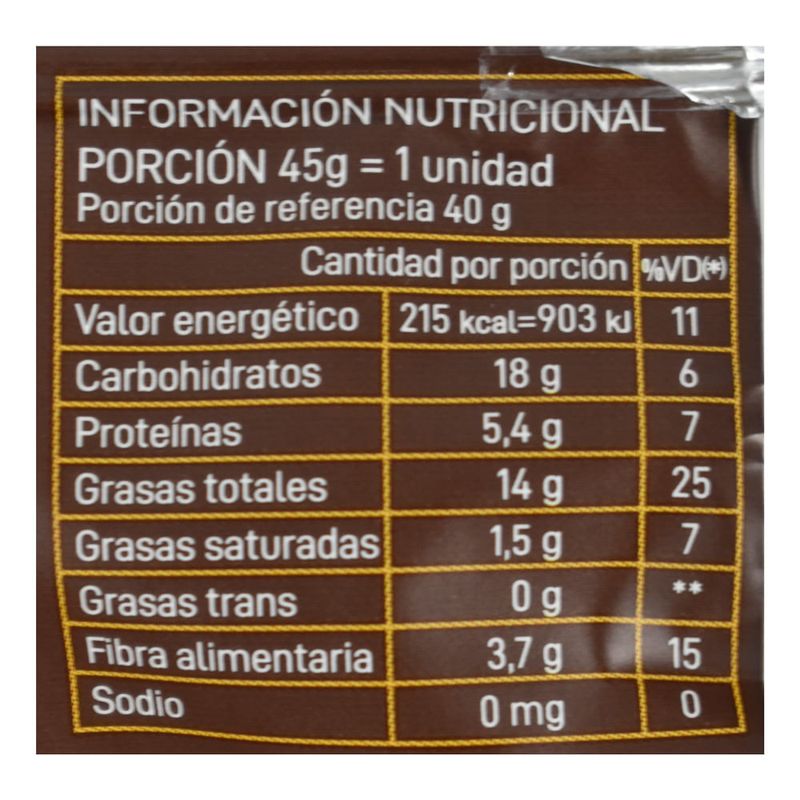 INFORMACIÓN NUTRICIONAL
PORCIÓN 45g = 1 unidad
Porción de referencia 40 g
Cantidad por porción %VD(*)
Valor energético 215 kcal=903 kJ 11
Carbohidratos 18 g 6
Proteínas 5,4 g 7
Grasas totales 14 g 25
Grasas saturadas 1,5 g 7
Grasas trans 0 g **
Fibra alimentaria 3,7 g 15
Sodio 0 mg 0